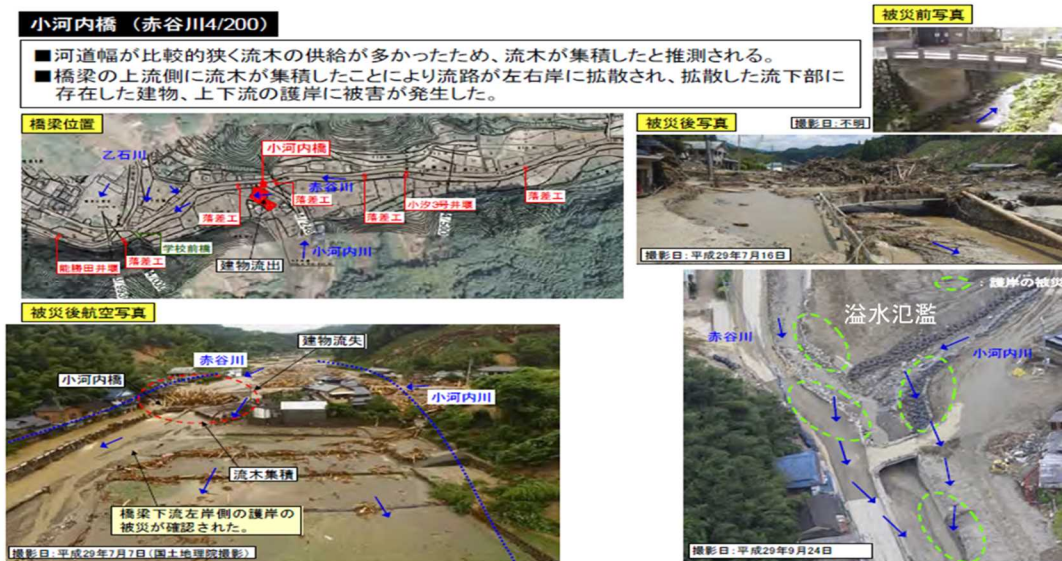 小河内橋 （赤谷川4/200）
■河道幅が比較的狭く流木の供給が多かったため、流木が集積したと推測される。
■橋梁の上流側に流木が集積したことにより流路が左右岸に拡散され、拡散した流下部に
存在した建物、上下流の護岸に被害が発生した。
被災前写真
撮影日:不明
橋梁位置
乙石川
小河内橋
赤谷川
落差工
落差工
落差工
小汐3号井堰
落差工
小河内川
学校前橋
建物流出
能勝田井堰
落差工
被災後写真
撮影日:平成29年7月16日
被災後航空写真
建物流失
赤谷川
小河内橋
小河内川
流木集積
橋梁下流左岸側の護岸の
被災が確認された。
撮影日:平成29年7月7日(国土地理院撮影)
：護岸の被災
溢水氾濫
赤谷川
小河内川
撮影日:平成29年9月24日